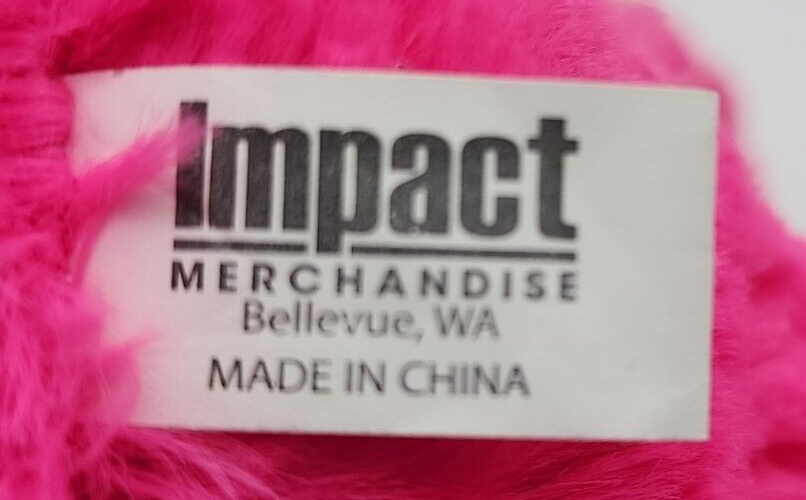 Impact
MERCHANDISE
Bellevue, WA
MADE IN CHINA